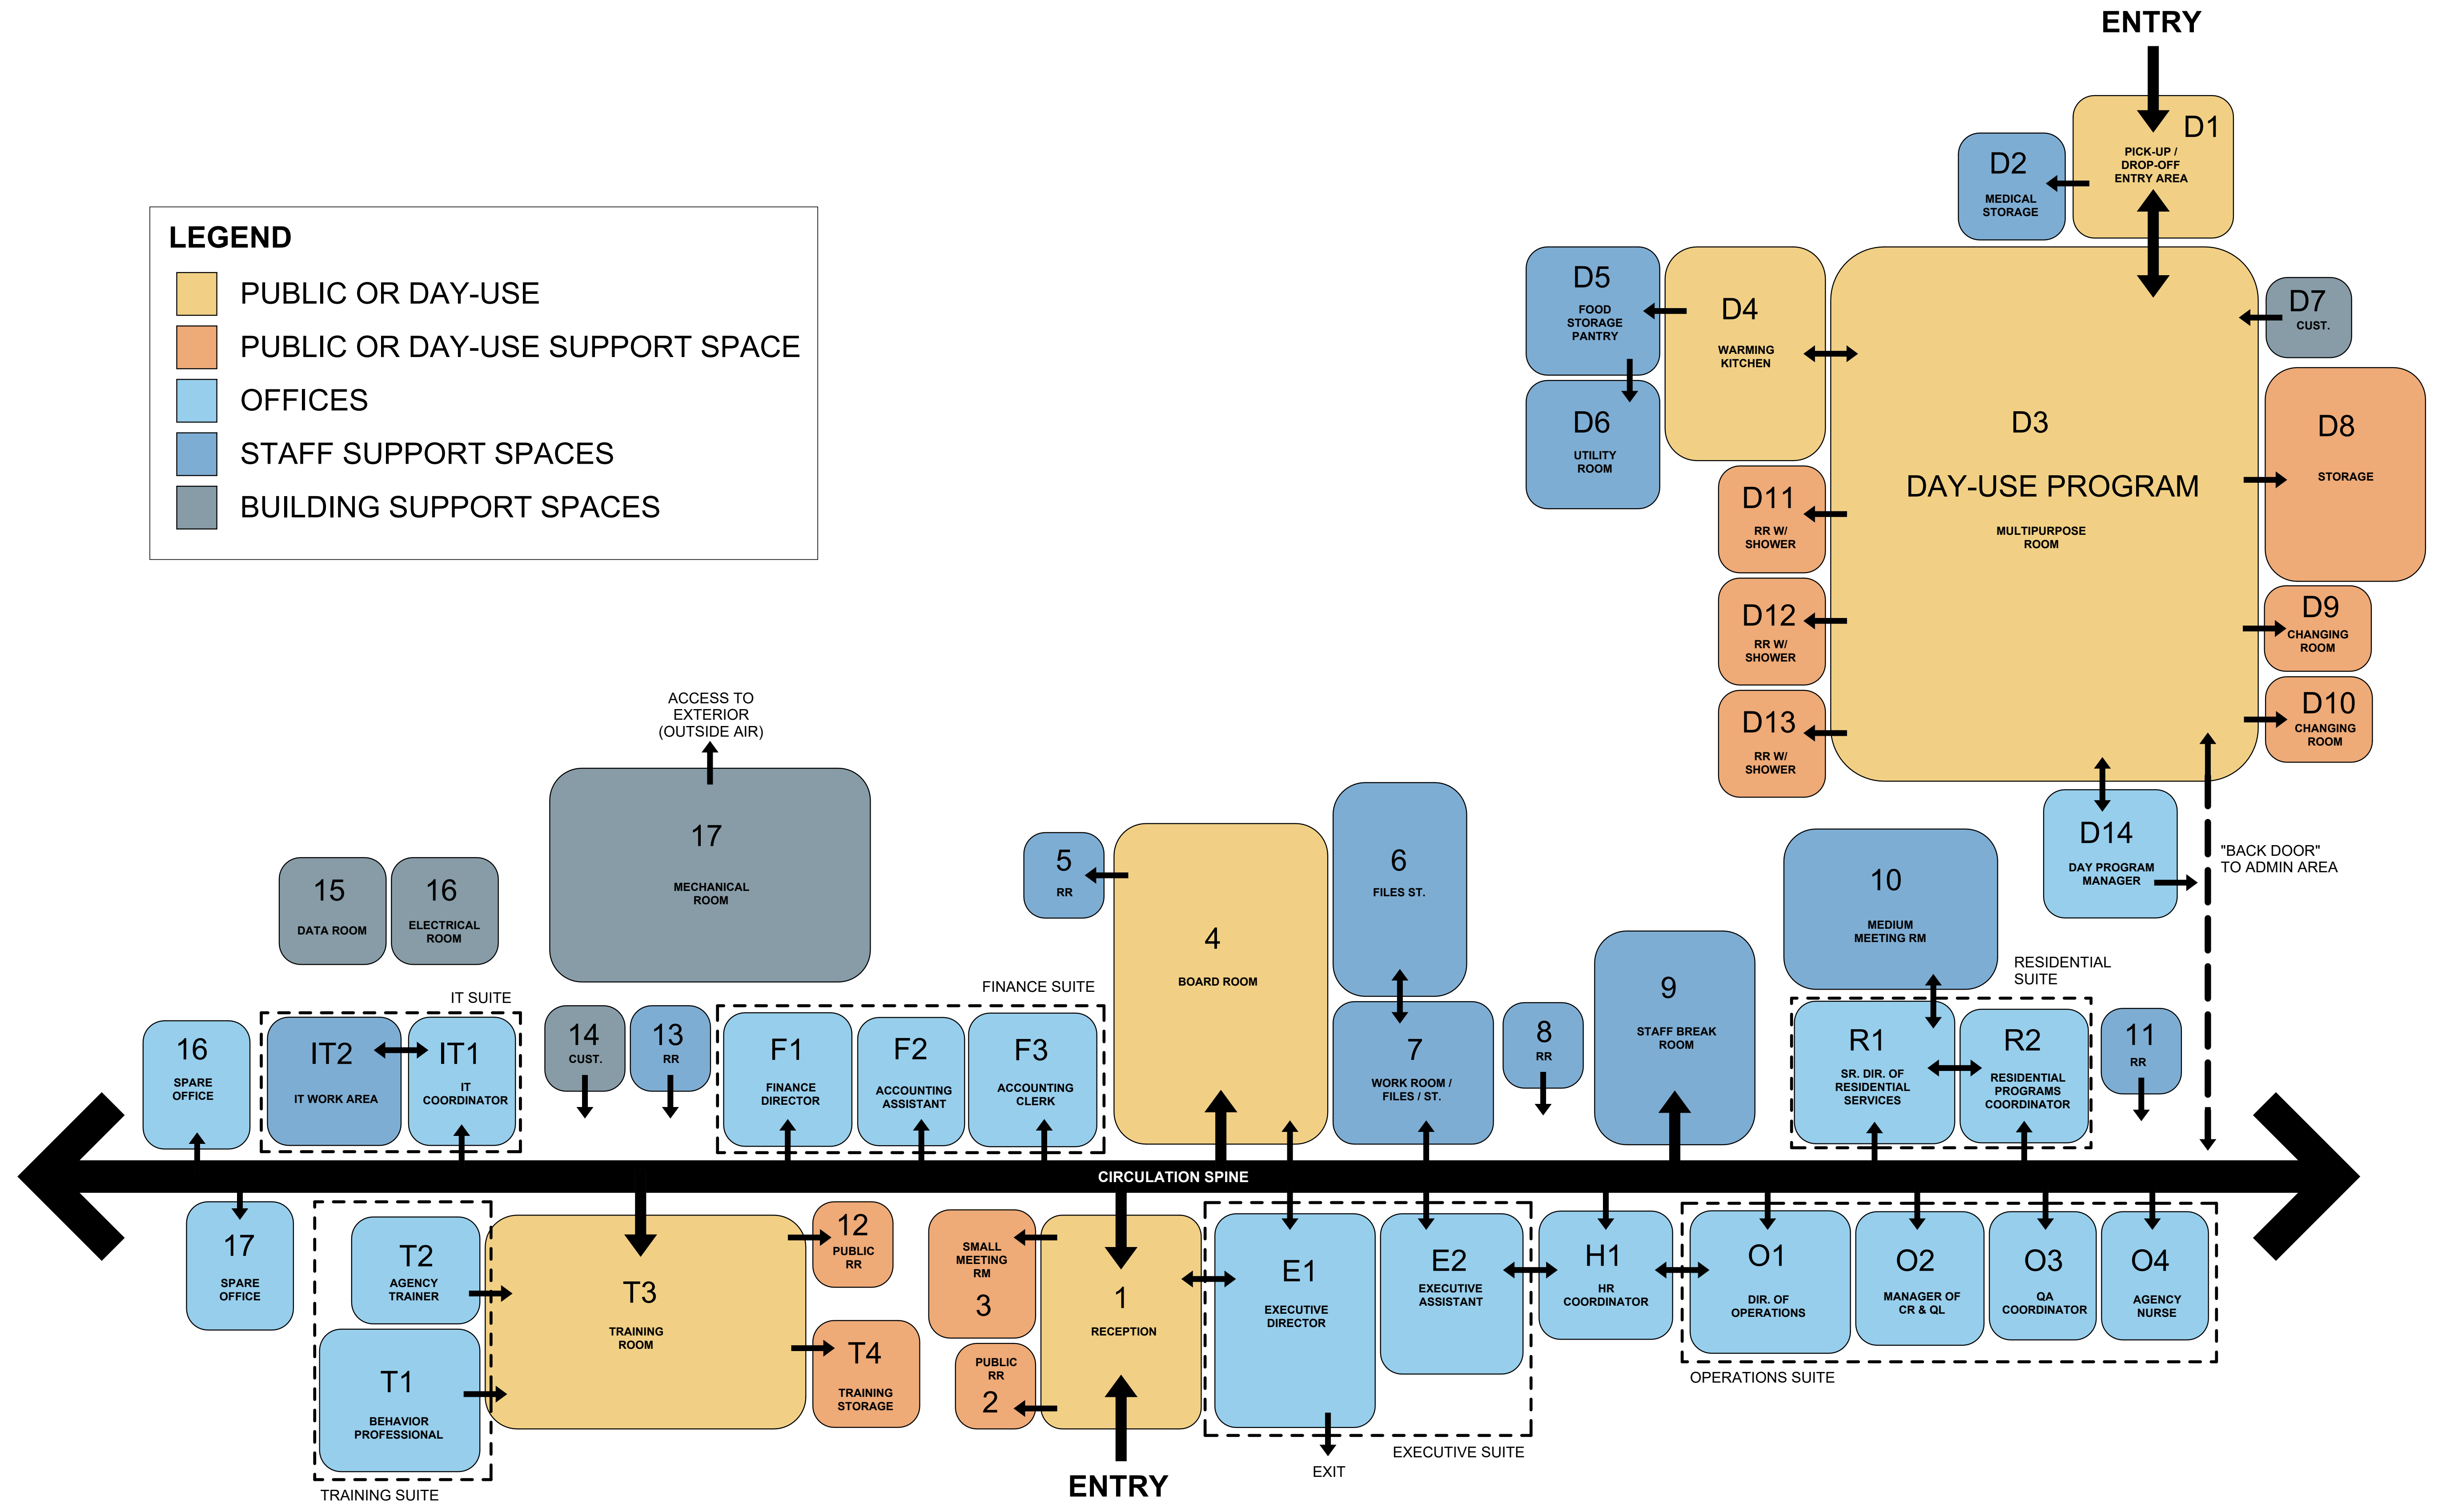 ENTRY
D1
PICK-UP /
DROP-OFF
ENTRY AREA
D2
MEDICAL
STORAGE
LEGEND
PUBLIC OR DAY-USE
PUBLIC OR DAY-USE SUPPORT SPACE
OFFICES
STAFF SUPPORT SPACES
BUILDING SUPPORT SPACES
D5
FOOD
STORAGE
PANTRY
D4
WARMING
KITCHEN
D6
UTILITY
ROOM
D3
DAY-USE PROGRAM
MULTIPURPOSE
ROOM
D7
CUST.
D8
STORAGE
D11
RR W/
SHOWER
D12
RR W/
SHOWER
D13
RR W/
SHOWER
D9
CHANGING
ROOM
D10
CHANGING
ROOM
D14
DAY PROGRAM
MANAGER
"BACK DOOR"
TO ADMIN AREA
ACCESS TO
EXTERIOR
(OUTSIDE AIR)
17
MECHANICAL
ROOM
15
DATA ROOM
16
ELECTRICAL
ROOM
5
RR
4
BOARD ROOM
6
FILES ST.
10
MEDIUM
MEETING RM
RESIDENTIAL
SUITE
IT SUITE
FINANCE SUITE
16
SPARE
OFFICE
IT2
IT WORK AREA
IT1
IT
COORDINATOR
14
CUST.
13
RR
F1
FINANCE
DIRECTOR
F2
ACCOUNTING
ASSISTANT
F3
ACCOUNTING
CLERK
7
WORK ROOM /
FILES / ST.
8
RR
9
STAFF BREAK
ROOM
R1
SR. DIR. OF
RESIDENTIAL
SERVICES
R2
RESIDENTIAL
PROGRAMS
COORDINATOR
11
RR
CIRCULATION SPINE
17
SPARE
OFFICE
T2
AGENCY
TRAINER
T1
BEHAVIOR
PROFESSIONAL
TRAINING SUITE
T3
TRAINING
ROOM
12
PUBLIC
RR
T4
TRAINING
STORAGE
SMALL
MEETING
RM
3
PUBLIC
RR
2
1
RECEPTION
ENTRY
E1
EXECUTIVE
DIRECTOR
EXIT
E2
EXECUTIVE
ASSISTANT
EXECUTIVE SUITE
H1
HR
COORDINATOR
O1
DIR. OF
OPERATIONS
O2
MANAGER OF
CR & QL
O3
QA
COORDINATOR
O4
AGENCY
NURSE
OPERATIONS SUITE